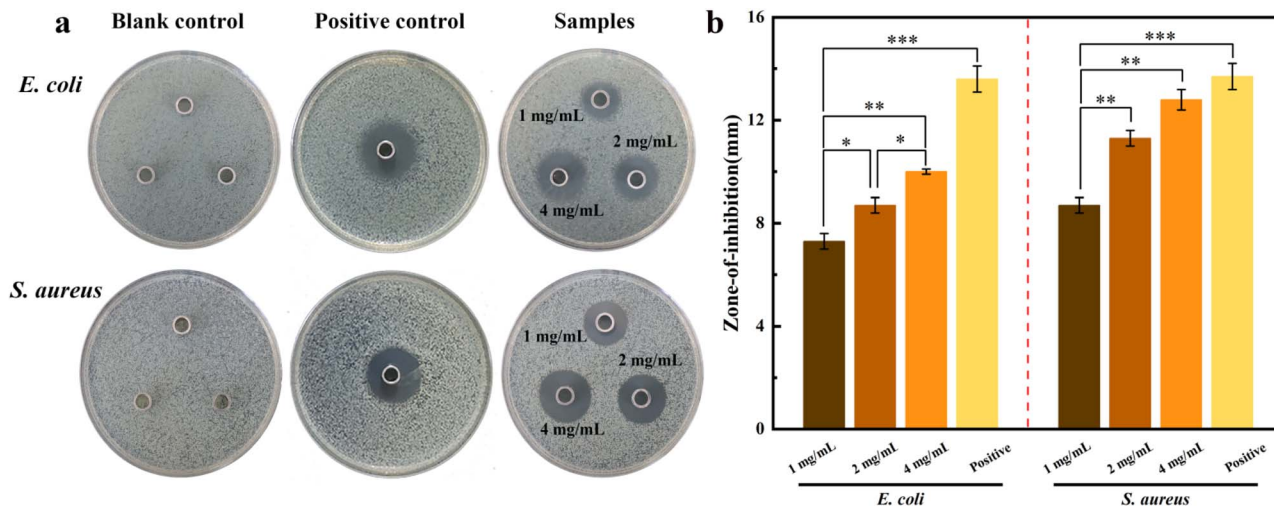 a
Blank control
Positive control
Samples
E. coli
1 mg/mL
2 mg/mL
4 mg/mL
S. aureus
1 mg/mL
2 mg/mL
4 mg/mL
b
Zone-of-inhibition(mm)
16
12
8
4
0
***
**
*
*
***
**
**
1 mg/mL
2 mg/mL
4 mg/mL
Positive
1 mg/mL
2 mg/mL
4 mg/mL
Positive
E. coli
S. aureus